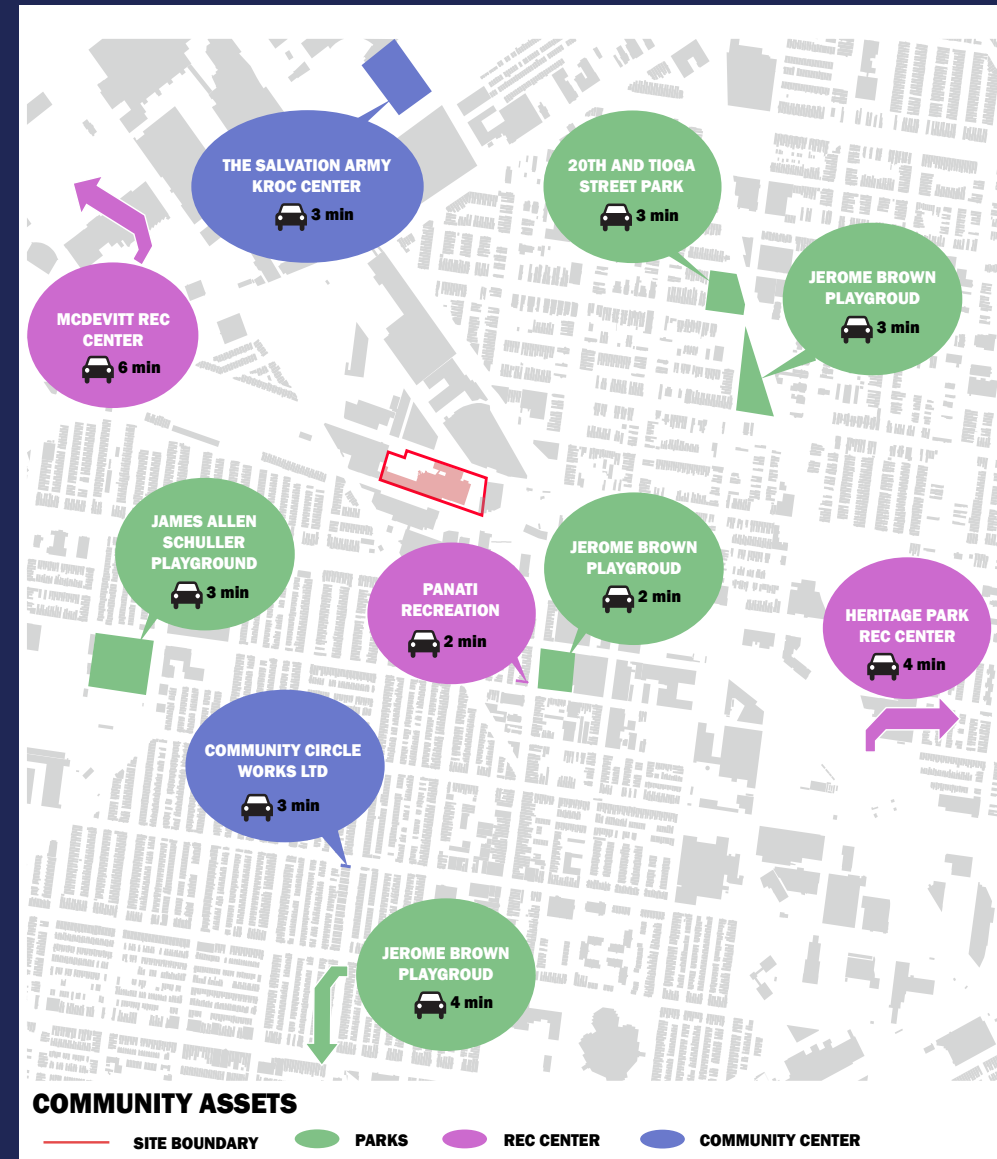 THE SALVATION ARMY
KROC CENTER
3 min
20TH AND TIOGA
STREET PARK
3 min
JEROME BROWN
PLAYGROUD
3 min
MCDEVITT REC
CENTER
6 min
JAMES ALLEN
SCHULLER
PLAYGROUND
3 min
PANATI
RECREATION
2 min
JEROME BROWN
PLAYGROUD
2 min
HERITAGE PARK
REC CENTER
4 min
COMMUNITY CIRCLE
WORKS LTD
3 min
JEROME BROWN
PLAYGROUD
4 min
COMMUNITY ASSETS
SITE BOUNDARY
PARKS
REC CENTER
COMMUNITY CENTER